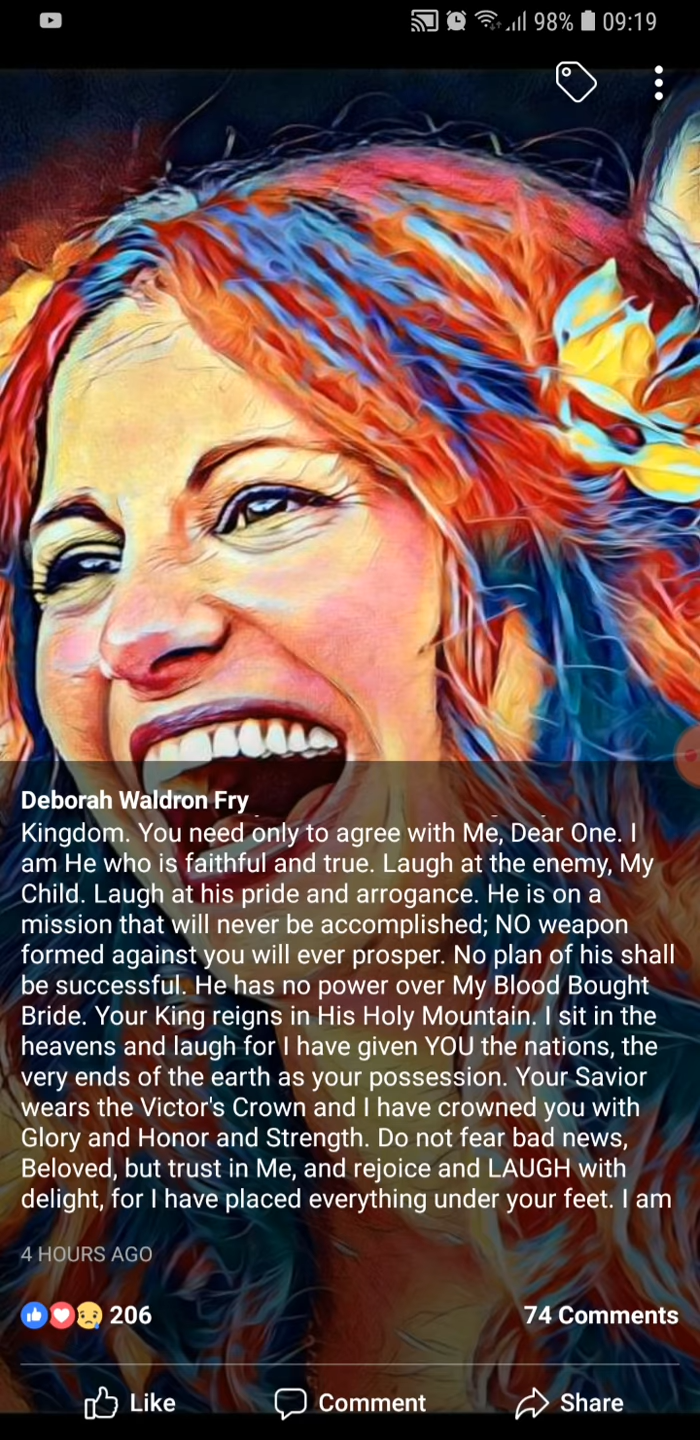 98% 09:19
Deborah Waldron Fry
Kingdom. You need only to agree with Me, Dear One. I
am He who is faithful and true. Laugh at the enemy, My
Child. Laugh at his pride and arrogance. He is on a
mission that will never be accomplished; NO weapon
formed against you will ever prosper. No plan of his shall
be successful. He has no power over My Blood Bought
Bride. Your King reigns in His Holy Mountain. I sit in the
heavens and laugh for I have given YOU the nations, the
very ends of the earth as your possession. Your Savior
wears the Victor's Crown and I have crowned you with
Glory and Honor and Strength. Do not fear bad news,
Beloved, but trust in Me, and rejoice and LAUGH with
delight, for I have placed everything under your feet. I am
4 HOURS AGO
206 74 Comments
Like Comment Share